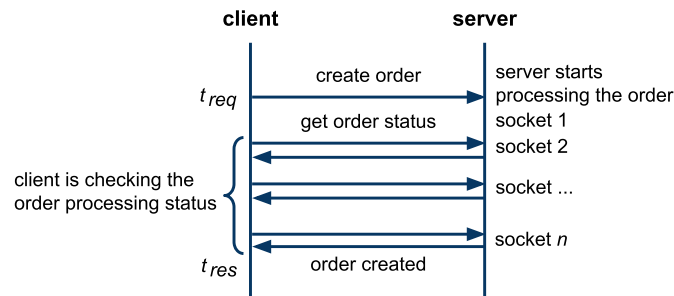 client
server
create order
server starts
processing the order
t req
get order status
socket 1
socket 2
client is checking the
order processing status
socket ...
socket n
t res
order created